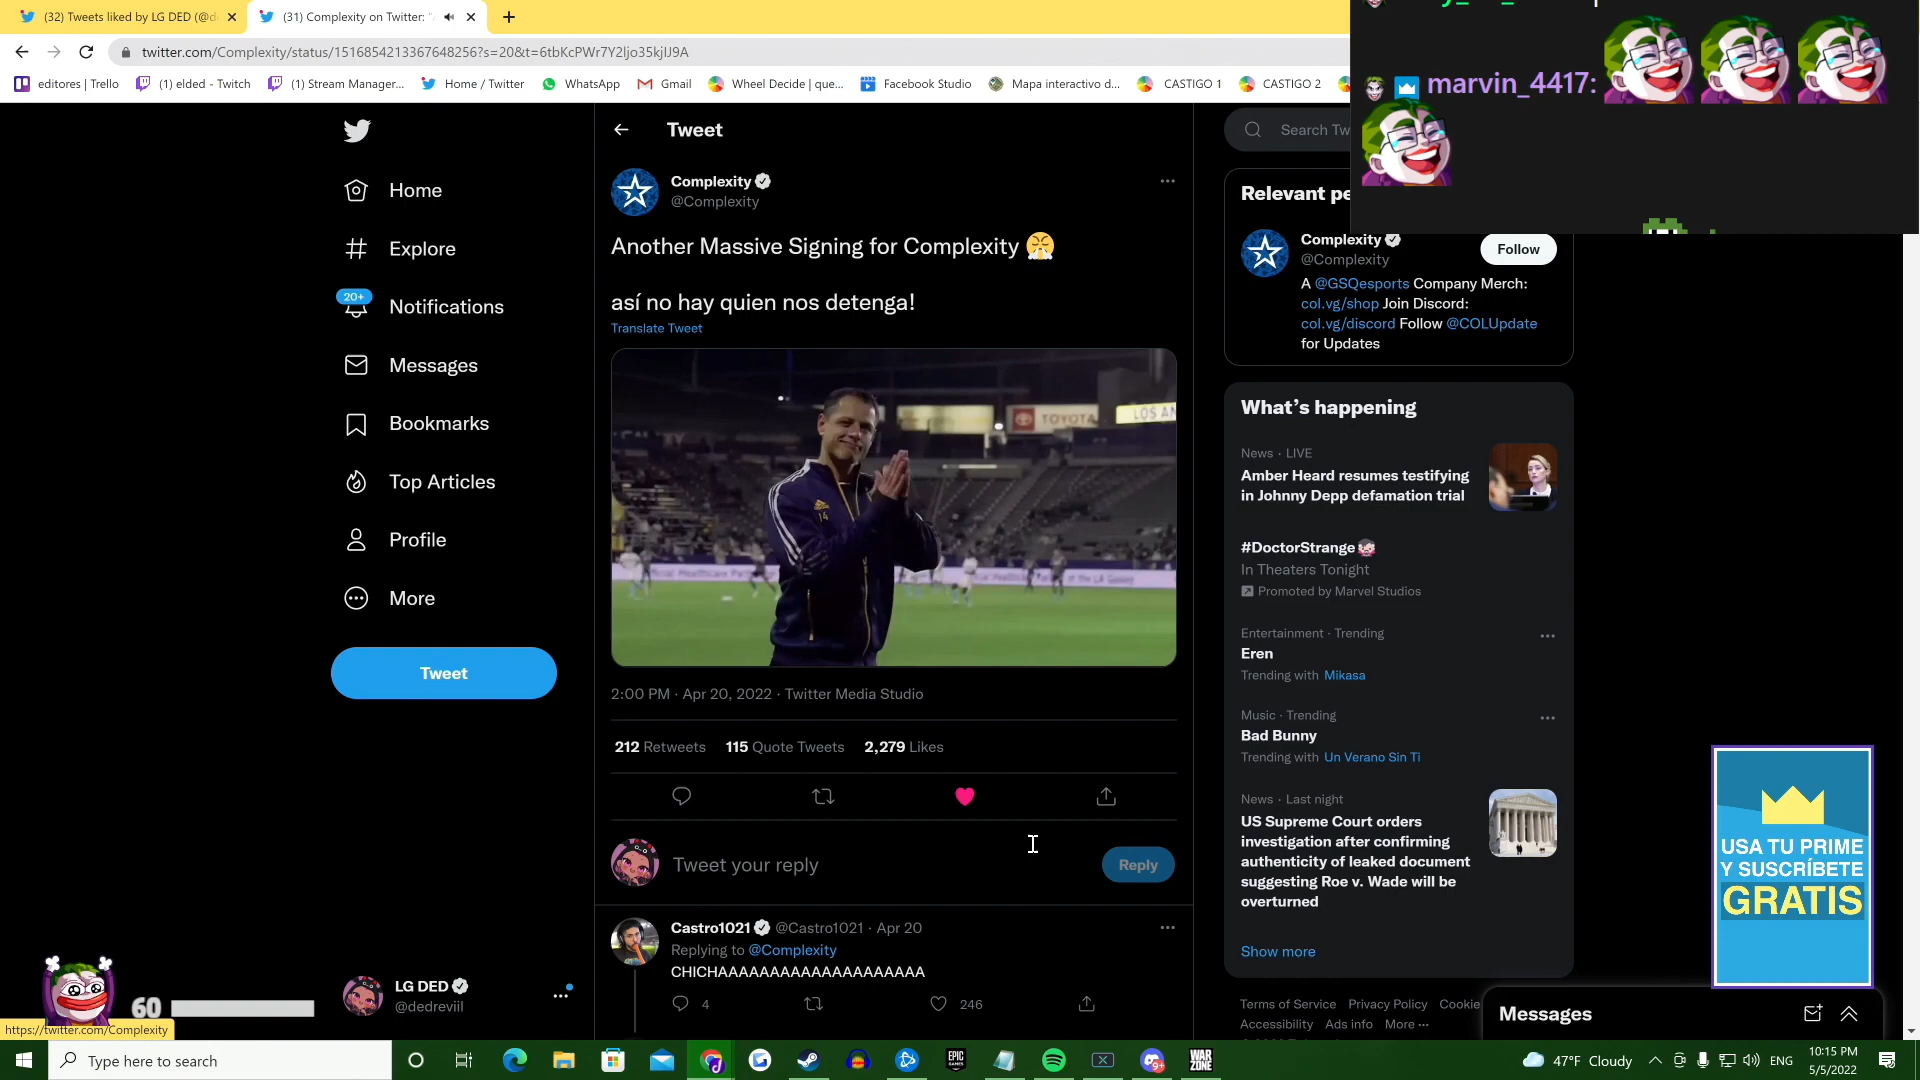 (32) Tweets liked by LG DED (@d
(31) Complexity on Twitter: "
twitter.com/Complexity/status/1516854213367648256?s=20&t=6tbKcPWr7Y2ljo35kjlJ9A
editores | Trello
(1) elded - Twitch
(1) Stream Manager...
Home / Twitter
WhatsApp
Gmail
Wheel Decide | que...
Facebook Studio
Mapa interactivo d...
CASTIGO 1
CASTIGO 2
marvin_4417:
Home
Explore
20+
Notifications
Messages
Bookmarks
Top Articles
Profile
More
Tweet
LG DED
@dedreviil
60
https://twitter.com/Complexity
Tweet
Complexity
@Complexity
Another Massive Signing for Complexity 😤
así no hay quien nos detenga!
Translate Tweet
TOYOTA
LOS AN
14
2:00 PM · Apr 20, 2022 · Twitter Media Studio
212 Retweets 115 Quote Tweets 2,279 Likes
Tweet your reply
Reply
Castro1021 @Castro1021 · Apr 20
Replying to @Complexity
CHICHAAAAAAAAAAAAAAAAAAAA
4
246
Search Tw
Relevant pe
Complexity
@Complexity
Follow
A @GSQesports Company Merch:
col.vg/shop Join Discord:
col.vg/discord Follow @COLUpdate
for Updates
What's happening
News · LIVE
Amber Heard resumes testifying
in Johnny Depp defamation trial
#DoctorStrange
In Theaters Tonight
Promoted by Marvel Studios
Entertainment · Trending
Eren
Trending with Mikasa
Music · Trending
Bad Bunny
Trending with Un Verano Sin Ti
News · Last night
US Supreme Court orders
investigation after confirming
authenticity of leaked document
suggesting Roe v. Wade will be
overturned
Show more
Terms of Service Privacy Policy Cookie
Accessibility Ads info More ···
Messages
USA TU PRIME
Y SUSCRÍBETE
GRATIS
Type here to search
EPIC GAMES
9+
WAR ZONE
47°F Cloudy
ENG
10:15 PM
5/5/2022